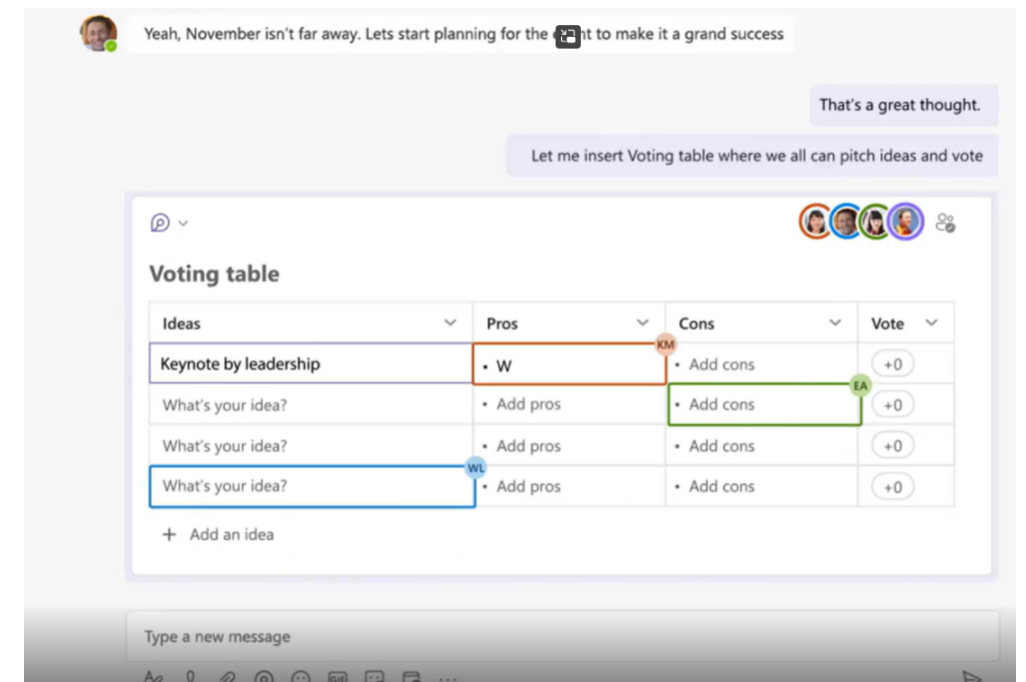 Yeah, November isn't far away. Lets start planning for the nt to make it a grand success
That's a great thought.
Let me insert Voting table where we all can pitch ideas and vote
Voting table
Ideas Pros Cons Vote
KM
Keynote by leadership • W • Add cons +0
EA
What's your idea? • Add pros • Add cons +0
What's your idea? • Add pros • Add cons +0
WL
What's your idea? • Add pros • Add cons +0
+ Add an idea
Type a new message
GIF